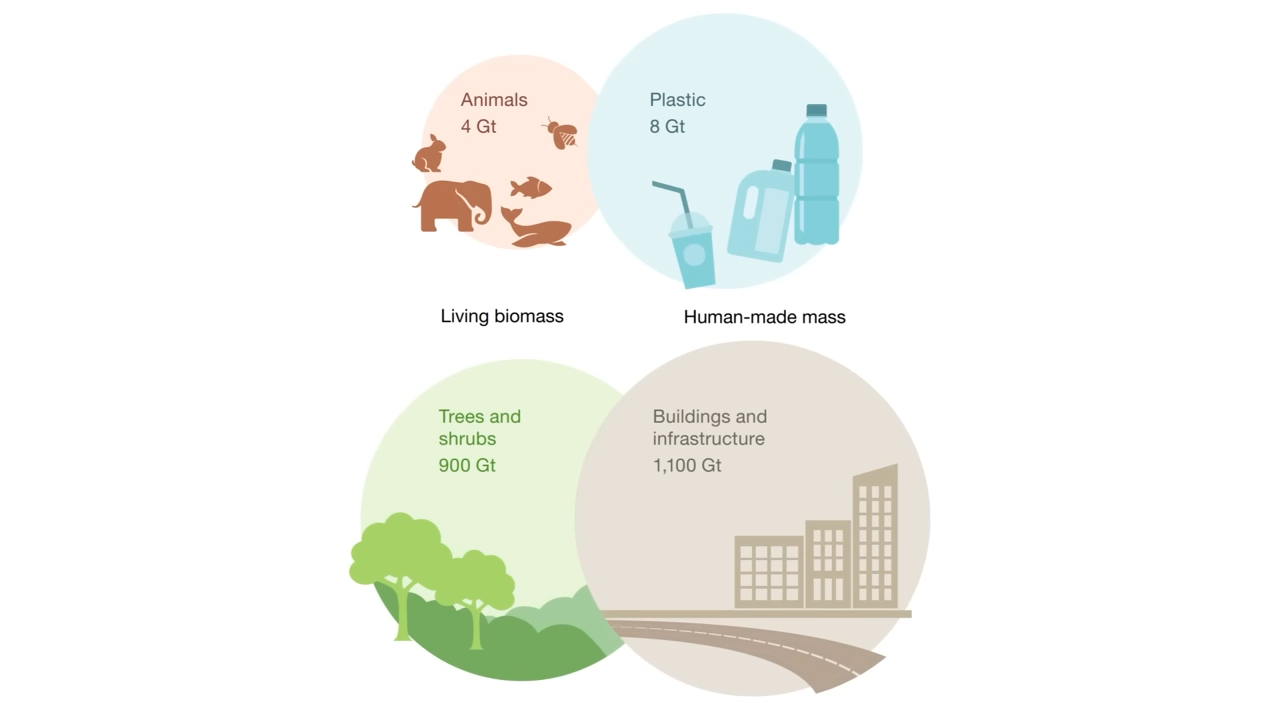 Animals
4 Gt
Plastic
8 Gt
Living biomass
Human-made mass
Trees and
shrubs
900 Gt
Buildings and
infrastructure
1,100 Gt